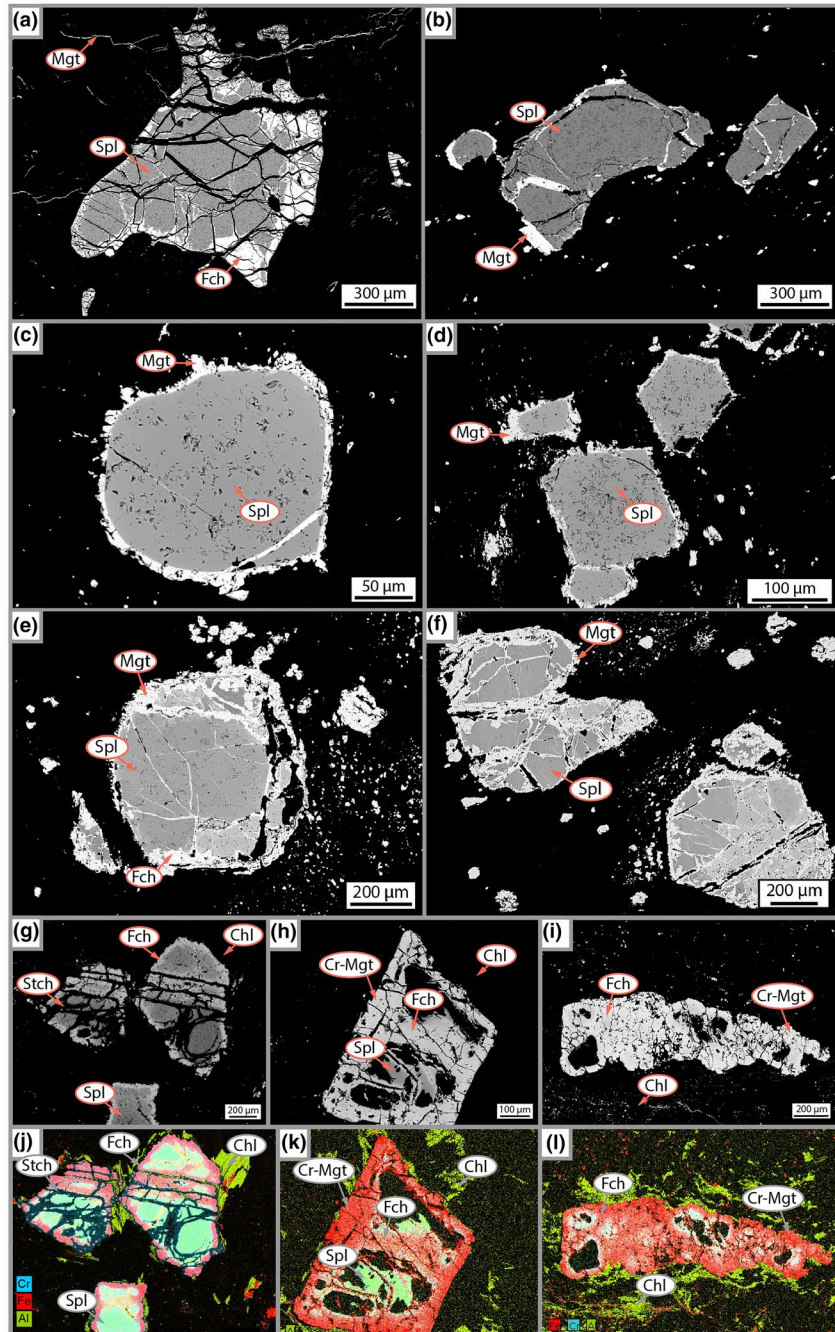 (a)
Mgt
Spl
Fch
300 µm
(b)
Spl
Mgt
300 µm
(c)
Mgt
Spl
50 µm
(d)
Mgt
Spl
100 µm
(e)
Mgt
Spl
Fch
200 µm
(f)
Mgt
Spl
200 µm
(g)
Fch
Chl
Stch
Spl
200 µm
(h)
Chl
Cr-Mgt
Fch
Spl
100 µm
(i)
Fch
Cr-Mgt
Chl
200 µm
(j)
Fch
Chl
Stch
Spl
Cr
Fe
Al
(k)
Cr-Mgt
Chl
Fch
Spl
(l)
Fch
Cr-Mgt
Chl
Cr